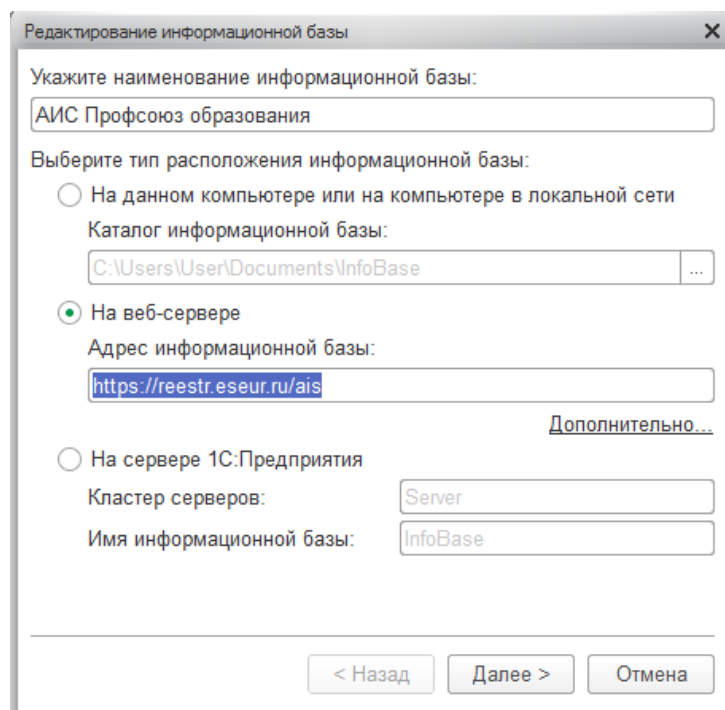 Редактирование информационной базы
Укажите наименование информационной базы:
АИС Профсоюз образования
Выберите тип расположения информационной базы:
На данном компьютере или на компьютере в локальной сети
Каталог информационной базы:
C:\Users\User\Documents\InfoBase
...
На веб-сервере
Адрес информационной базы:
https://reestr.eseur.ru/ais
Дополнительно...
На сервере 1С:Предприятия
Кластер серверов: Server
Имя информационной базы: InfoBase
< Назад Далее > Отмена